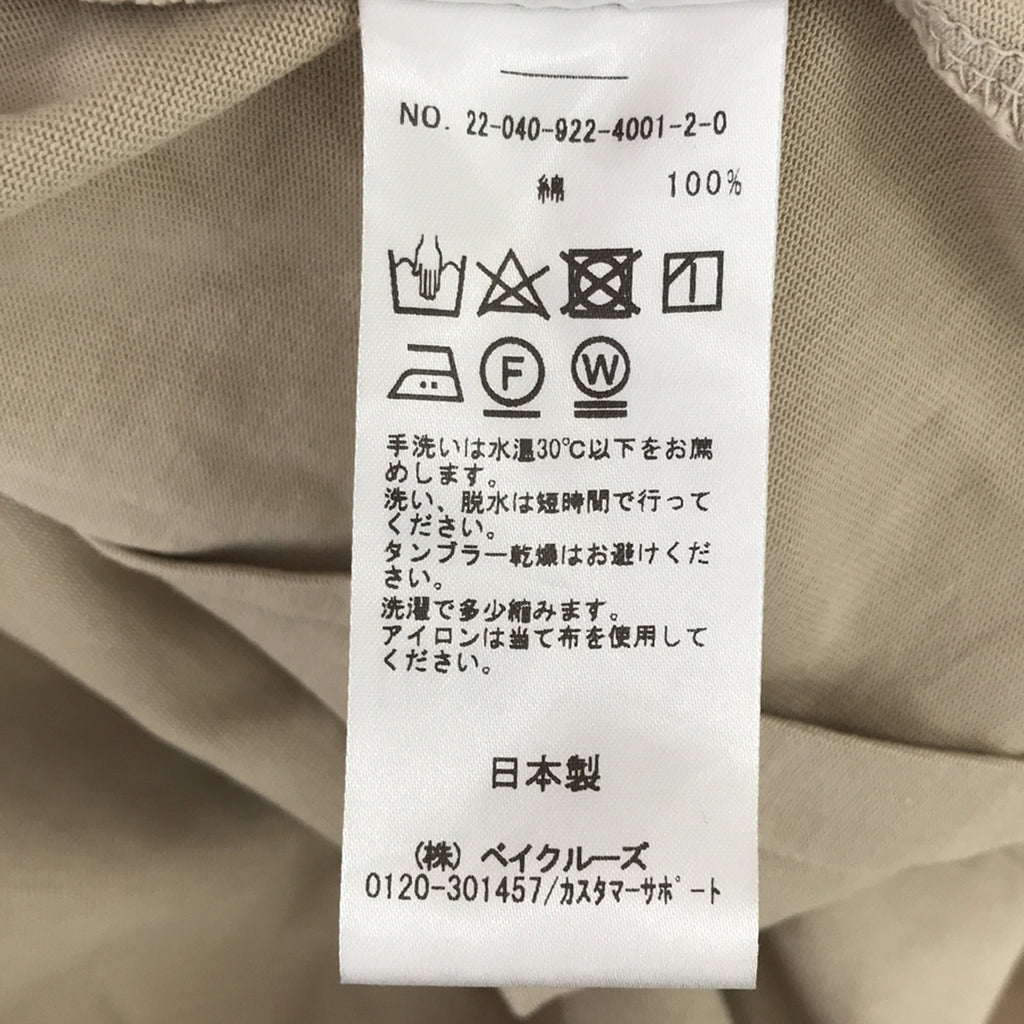 NO. 22-040-922-4001-2-0
綿 100%
F W
手洗いは水温30℃以下をお薦
めします。
洗い、脱水は短時間で行って
ください。
タンブラー乾燥はお避けくだ
さい。
洗濯で多少縮みます。
アイロンは当て布を使用して
ください。
日本製
(株) ベイクルーズ
0120-301457/カスタマーサポート